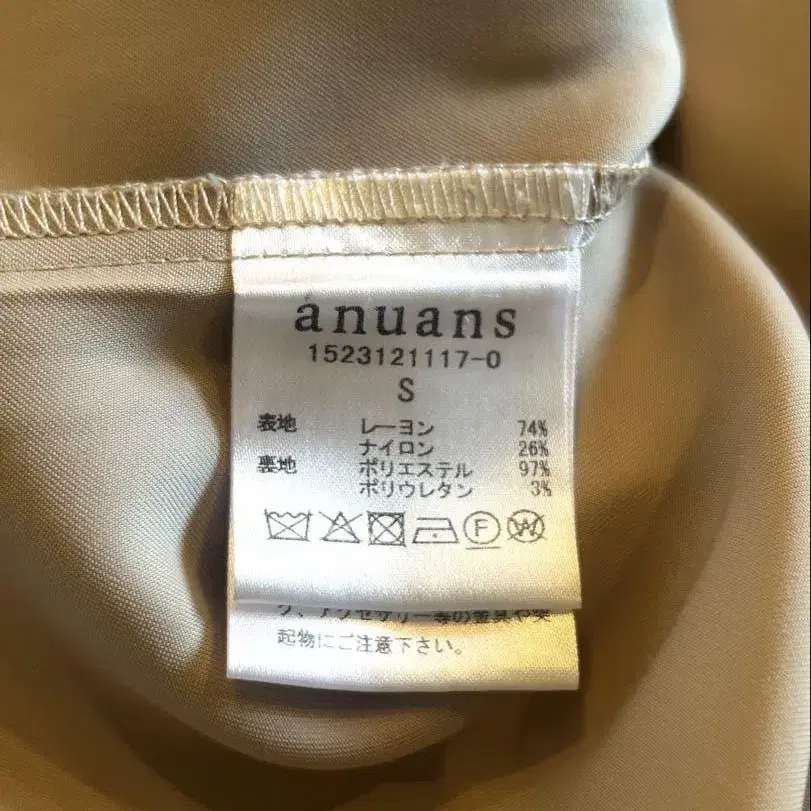 anuans
1523121117-0
S
表地 レーヨン 74%
ナイロン 26%
裏地 ポリエステル 97%
ポリウレタン 3%
F W
ク、アクセサリー等の金具や突
起物にご注意下さい。